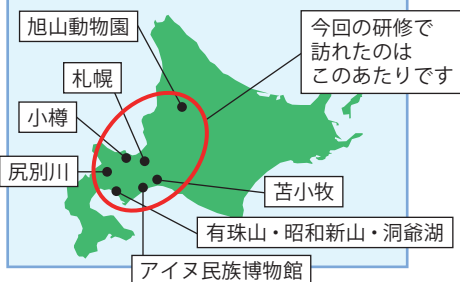 旭山動物園
今回の研修で
訪れたのは
このあたりです
札幌
小樽
尻別川
苫小牧
有珠山・昭和新山・洞爺湖
アイヌ民族博物館